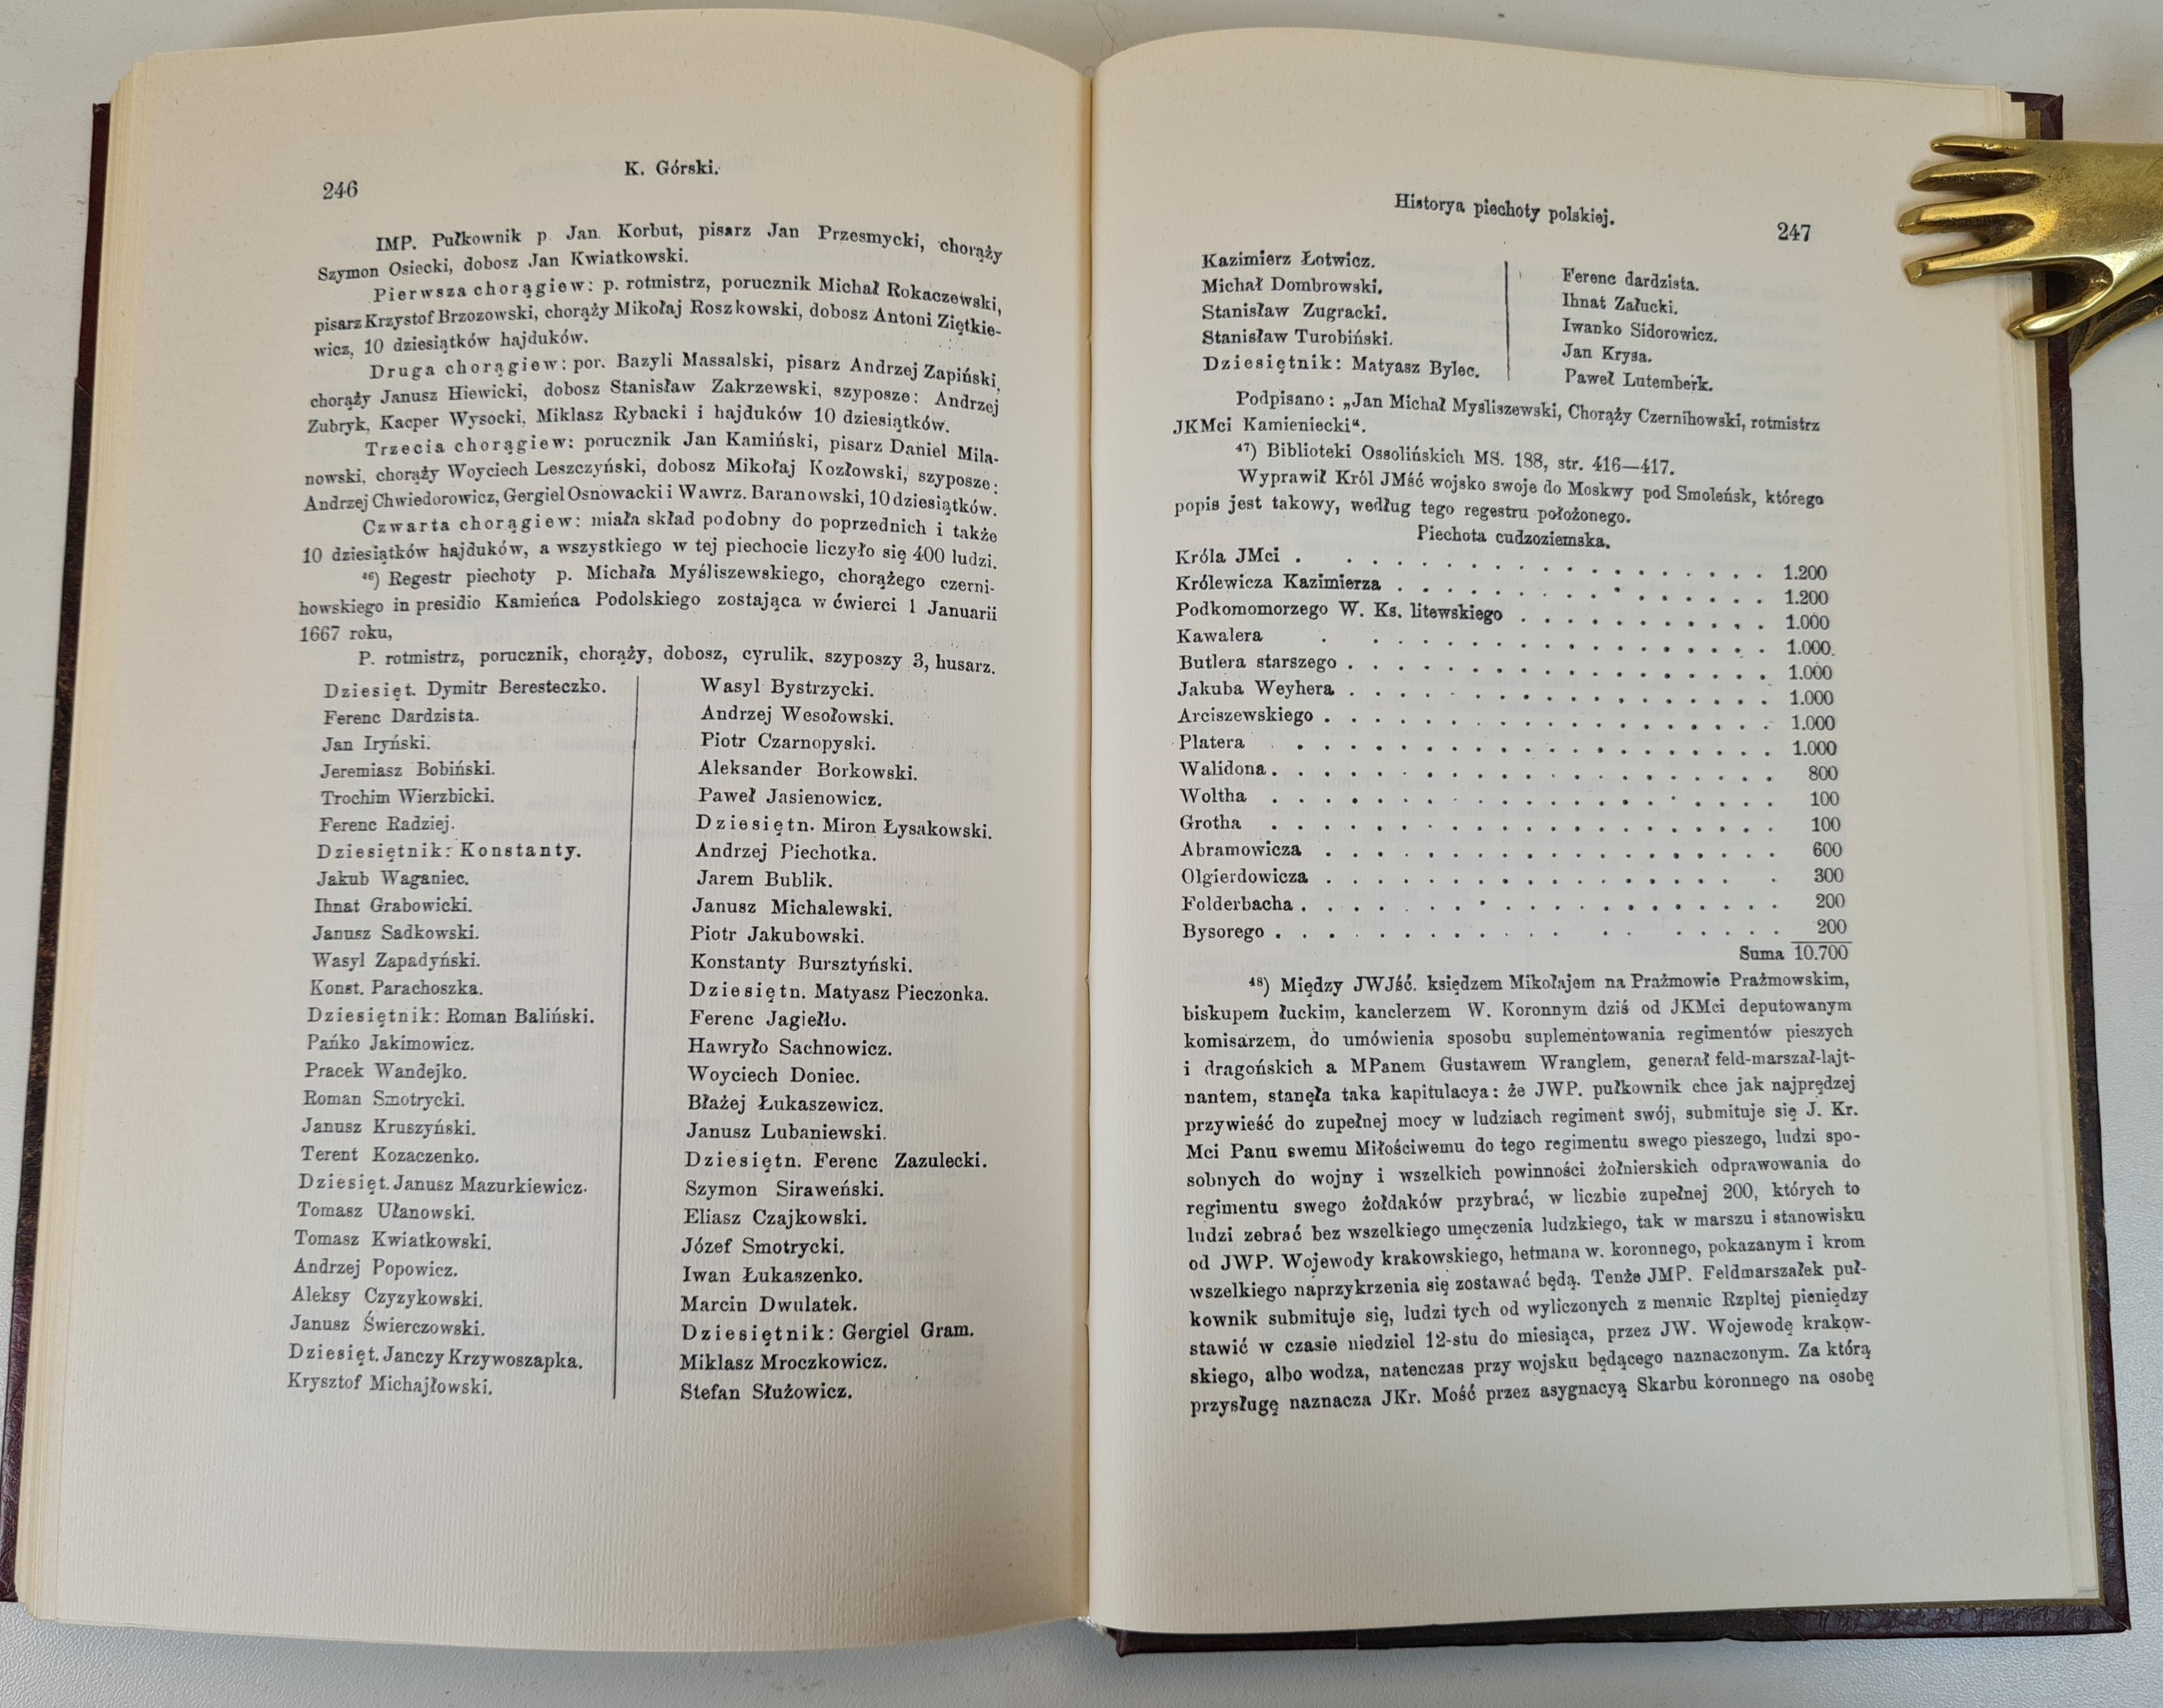 246
K. Górski.
IMP. Pułkownik p. Jan Korbut, pisarz Jan Przesmycki, chorąży
Szymon Osiecki, dobosz Jan Kwiatkowski.
Pierwsza chorągiew: p. rotmistrz, porucznik Michał Rokaczewski,
pisarz Krzystof Brzozowski, chorąży Mikołaj Roszkowski, dobosz Antoni Ziętkie-
wicz, 10 dziesiątków hajduków.
Druga chorągiew: por. Bazyli Massalski, pisarz Andrzej Zapiński,
chorąży Janusz Hiewicki, dobosz Stanisław Zakrzewski, szyposze: Andrzej
Zubryk, Kacper Wysocki, Miklasz Rybacki i hajduków 10 dziesiątków.
Trzecia chorągiew: porucznik Jan Kamiński, pisarz Daniel Mila-
nowski, chorąży Woyciech Leszczyński, dobosz Mikołaj Kozłowski, szyposze:
Andrzej Chwiedorowicz, Gergiel Osnowacki i Wawrz. Baranowski, 10 dziesiątków.
Czwarta chorągiew: miała skład podobny do poprzednich i także
10 dziesiątków hajduków, a wszystkiego w tej piechocie liczyło się 400 ludzi.
⁴⁶) Regestr piechoty p. Michała Myśliszewskiego, chorążego czerni-
howskiego in presidio Kamieńca Podolskiego zostająca w ćwierci 1 Januarii
1667 roku,
P. rotmistrz, porucznik, chorąży, dobosz, cyrulik, szyposzy 3, husarz.
Dziesięt. Dymitr Beresteczko.
Ferenc Dardzista.
Jan Iryński.
Jeremiasz Bobiński.
Trochim Wierzbicki.
Ferenc Radziej.
Dziesiętnik: Konstanty.
Jakub Waganiec.
Ihnat Grabowicki.
Janusz Sadkowski.
Wasyl Zapadyński.
Konst. Parachoszka.
Dziesiętnik: Roman Baliński.
Pańko Jakimowicz.
Pracek Wandejko.
Roman Smotrycki.
Janusz Kruszyński.
Terent Kozaczenko.
Dziesięt. Janusz Mazurkiewicz.
Tomasz Ułanowski.
Tomasz Kwiatkowski.
Andrzej Popowicz.
Aleksy Czyzykowski.
Janusz Świerczowski.
Dziesięt. Janczy Krzywoszapka.
Krysztof Michajłowski.
Wasyl Bystrzycki.
Andrzej Wesołowski.
Piotr Czarnopyski.
Aleksander Borkowski.
Paweł Jasienowicz.
Dziesiętn. Miron Łysakowski.
Andrzej Piechotka.
Jarem Bublik.
Janusz Michalewski.
Piotr Jakubowski.
Konstanty Bursztyński.
Dziesiętn. Matyasz Pieczonka.
Ferenc Jagiełło.
Hawryło Sachnowicz.
Woyciech Doniec.
Błażej Łukaszewicz.
Janusz Lubaniewski.
Dziesiętn. Ferenc Zazulecki.
Szymon Siraweński.
Eliasz Czajkowski.
Józef Smotrycki.
Iwan Łukaszenko.
Marcin Dwulatek.
Dziesiętnik: Gergiel Gram.
Miklasz Mroczkowicz.
Stefan Służowicz.
Historya piechoty polskiej.
247
Kazimierz Łotwicz.
Michał Dombrowski.
Stanisław Zugracki.
Stanisław Turobiński.
Dziesiętnik: Matyasz Bylec.
Ferenc dardzista.
Ihnat Załucki.
Iwanko Sidorowicz.
Jan Krysa.
Paweł Lutemberk.
Podpisano: „Jan Michał Mysliszewski, Chorąży Czernihowski, rotmistrz
JKMci Kamieniecki“.
⁴⁷) Biblioteki Ossolińskich MS. 188, str. 416—417.
Wyprawił Król JMść wojsko swoje do Moskwy pod Smoleńsk, którego
popis jest takowy, według tego regestru położonego.
Piechota cudzoziemska.
Króla JMci . . . . . . . . . . . . . . . . . . 1.200
Królewicza Kazimierza . . . . . . . . . . . . . . 1.200
Podkomomorzego W. Ks. litewskiego . . . . . . . . . . 1.000
Kawalera . . . . . . . . . . . . . . . . . . 1.000.
Butlera starszego . . . . . . . . . . . . . . . . 1.000
Jakuba Weyhera . . . . . . . . . . . . . . . . 1.000
Arciszewskiego . . . . . . . . . . . . . . . . . 1.000
Platera . . . . . . . . . . . . . . . . . . 1.000
Walidona . . . . . . . . . . . . . . . . . . . 800
Woltha . . . . . . . . . . . . . . . . . . . 100
Grotha . . . . . . . . . . . . . . . . . . . 100
Abramowicza . . . . . . . . . . . . . . . . . 600
Olgierdowicza . . . . . . . . . . . . . . . . 300
Folderbacha . . . . . . . . . . . . . . . . . . 200
Bysorego . . . . . . . . . . . . . . . . . 200
Suma 10.700
⁴⁸) Między JWJść. księdzem Mikołajem na Prażmowie Prażmowskim,
biskupem łuckim, kanclerzem W. Koronnym dziś od JKMci deputowanym
komisarzem, do umówienia sposobu suplementowania regimentów pieszych
i dragońskich a MPanem Gustawem Wranglem, generał feld-marszał-lajt-
nantem, stanęła taka kapitulacya: że JWP. pułkownik chce jak najprędzej
przywieść do zupełnej mocy w ludziach regiment swój, submituje się J. Kr.
Mci Panu swemu Miłościwemu do tego regimentu swego pieszego, ludzi spo-
sobnych do wojny i wszelkich powinności żołnierskich odprawowania do
regimentu swego żołdaków przybrać, w liczbie zupełnej 200, których to
ludzi zebrać bez wszelkiego umęczenia ludzkiego, tak w marszu i stanowisku
od JWP. Wojewody krakowskiego, hetmana w. koronnego, pokazanym i krom
wszelkiego naprzykrzenia się zostawać będą. Tenże JMP. Feldmarszałek puł-
kownik submituje się, ludzi tych od wyliczonych z mennic Rzpltej pieniędzy
stawić w czasie niedziel 12-stu do miesiąca, przez JW. Wojewodę krakow-
skiego, albo wodza, natenczas przy wojsku będącego naznaczonym. Za którą
przysługę naznacza JKr. Mość przez asygnacyą Skarbu koronnego na osobę